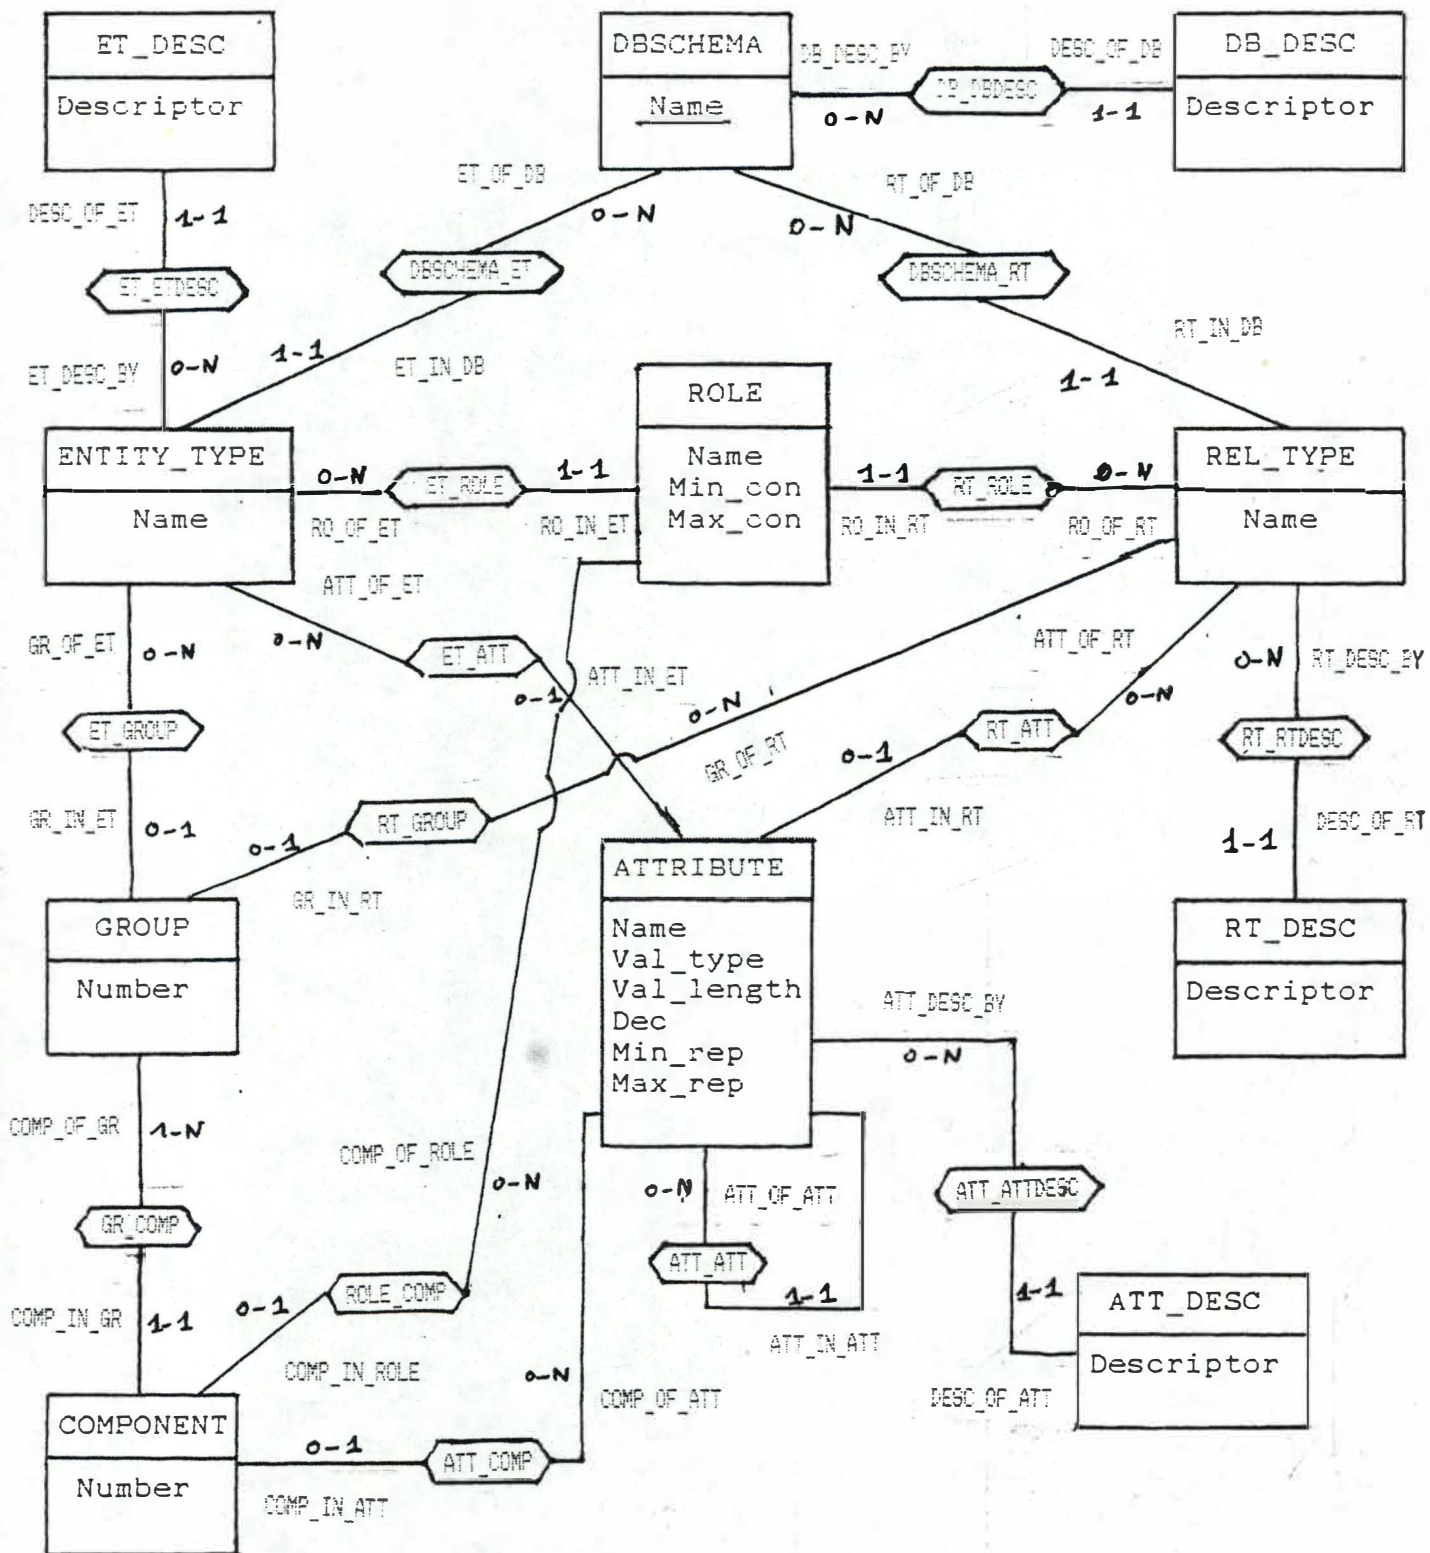 ET_DESC
Descriptor
DBSCHEMA
Name
DB_DESC_BY
0-N
DB_DBDESC
DESC_OF_DB
1-1
DB_DESC
Descriptor
DESC_OF_ET
1-1
ET_ETDESC
ET_DESC_BY
0-N
ET_OF_DB
0-N
DBSCHEMA_ET
1-1
ET_IN_DB
RT_OF_DB
0-N
DBSCHEMA_RT
RT_IN_DB
1-1
ENTITY_TYPE
Name
0-N
RO_OF_ET
ET_ROLE
1-1
RO_IN_ET
ROLE
Name
Min_con
Max_con
1-1
RO_IN_RT
RT_ROLE
0-N
RO_OF_RT
REL_TYPE
Name
GR_OF_ET
0-N
ET_GROUP
GR_IN_ET
0-1
ATT_OF_ET
0-N
ET_ATT
0-1
ATT_IN_ET
0-N
GR_OF_RT
RT_GROUP
0-1
GR_IN_RT
ATT_OF_RT
0-N
RT_ATT
0-1
ATT_IN_RT
0-N
RT_DESC_BY
RT_RTDESC
DESC_OF_RT
1-1
RT_DESC
Descriptor
GROUP
Number
ATTRIBUTE
Name
Val_type
Val_length
Dec
Min_rep
Max_rep
ATT_DESC_BY
0-N
ATT_ATTDESC
1-1
DESC_OF_ATT
ATT_DESC
Descriptor
COMP_OF_GR
1-N
GR_COMP
COMP_IN_GR
1-1
COMP_OF_ROLE
0-N
ROLE_COMP
0-1
COMP_IN_ROLE
0-N
ATT_OF_ATT
ATT_ATT
1-1
ATT_IN_ATT
COMPONENT
Number
0-1
COMP_IN_ATT
ATT_COMP
0-N
COMP_OF_ATT